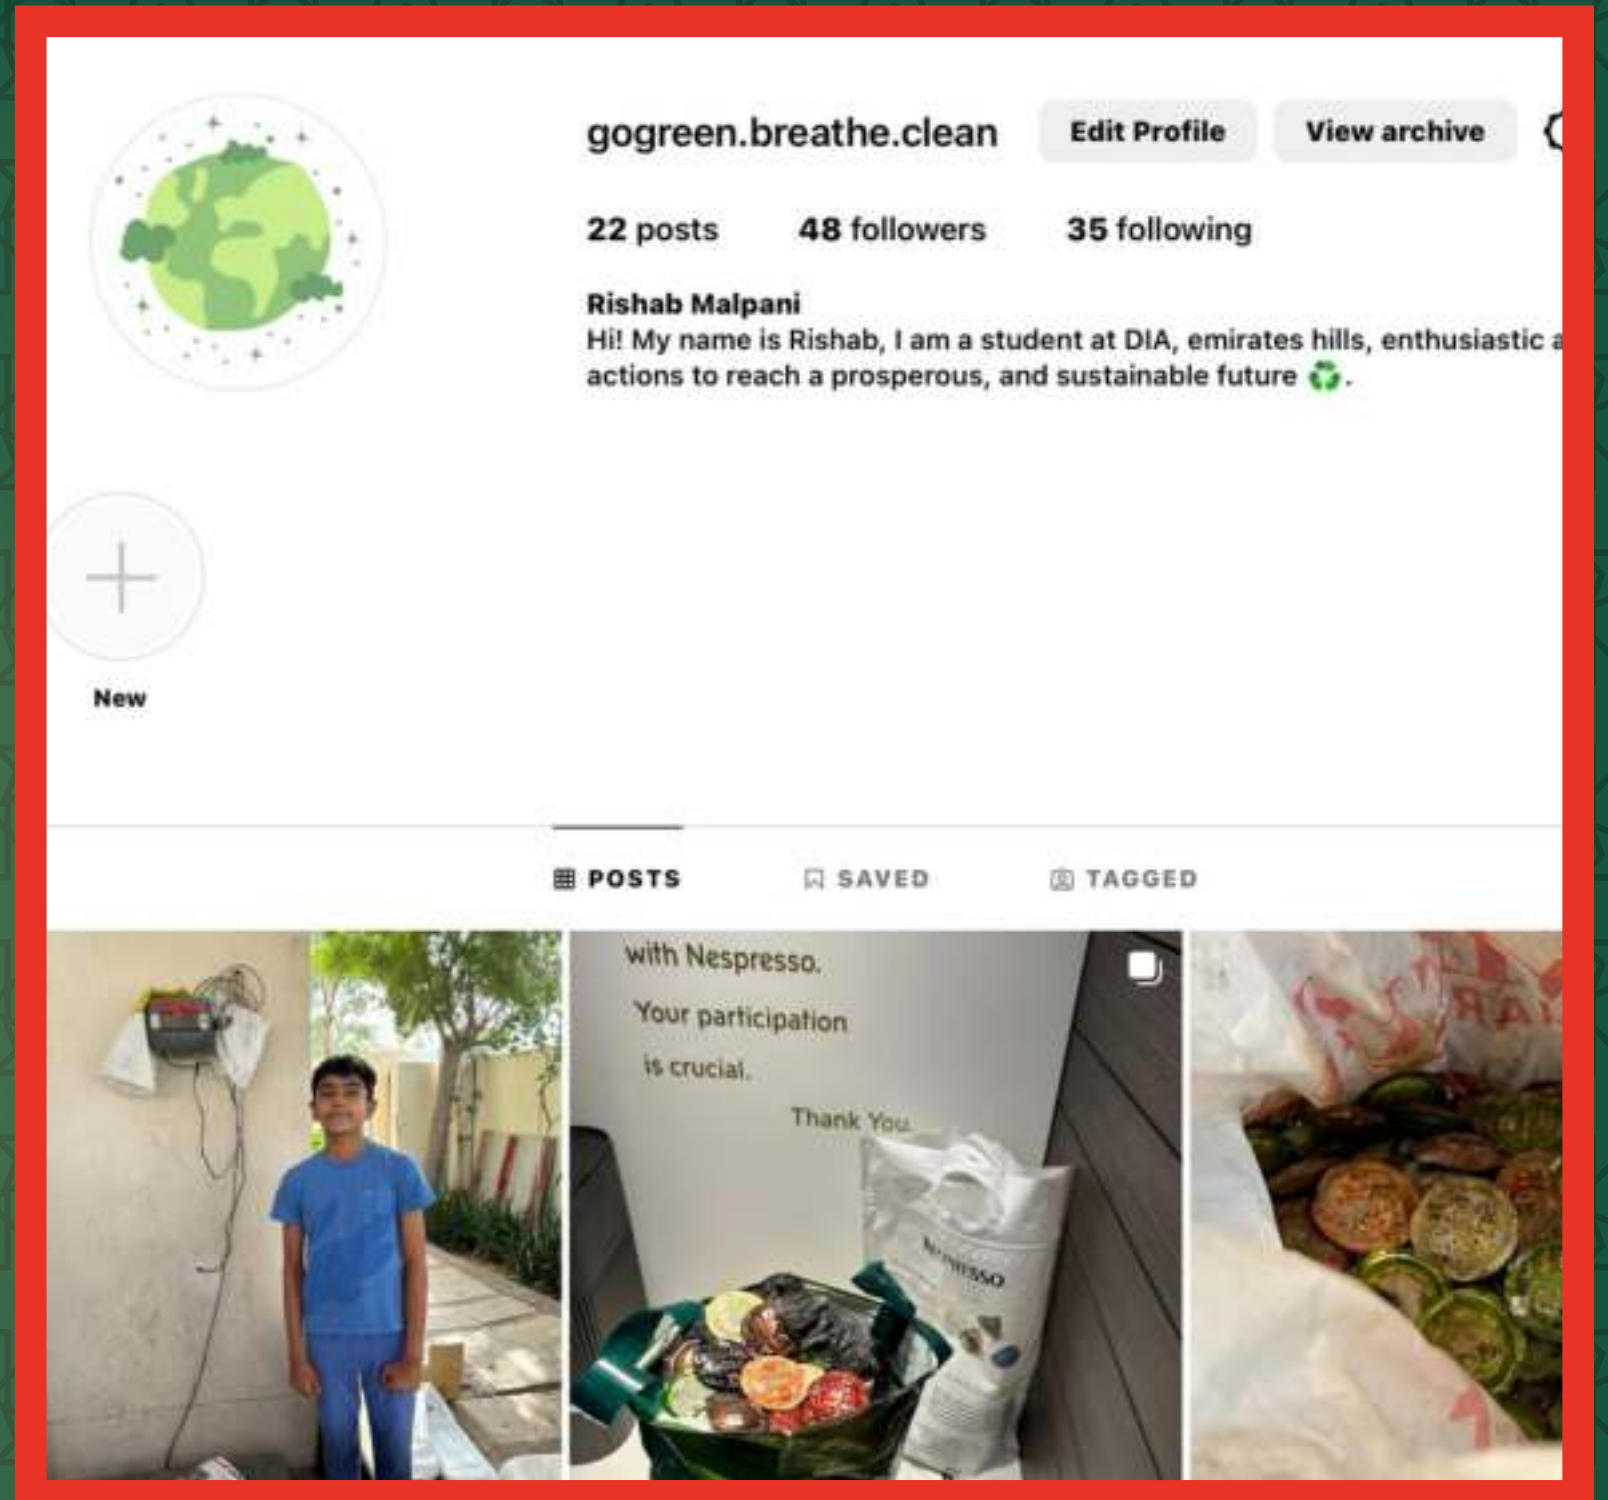 gogreen.breathe.clean Edit Profile View archive
22 posts 48 followers 35 following
Rishab Malpani
Hi! My name is Rishab, I am a student at DIA, emirates hills, enthusiastic a
actions to reach a prosperous, and sustainable future ♻️.
New
POSTS SAVED TAGGED
with Nespresso.
Your participation
is crucial.
Thank You.
NESPRESSO